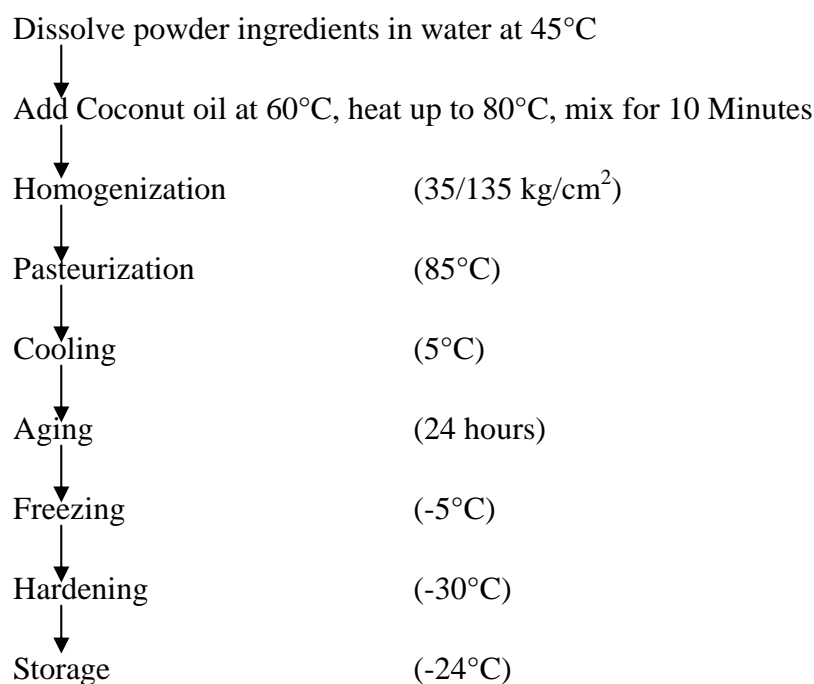 Dissolve powder ingredients in water at 45°C
Add Coconut oil at 60°C, heat up to 80°C, mix for 10 Minutes
Homogenization (35/135 kg/cm²)
Pasteurization (85°C)
Cooling (5°C)
Aging (24 hours)
Freezing (-5°C)
Hardening (-30°C)
Storage (-24°C)